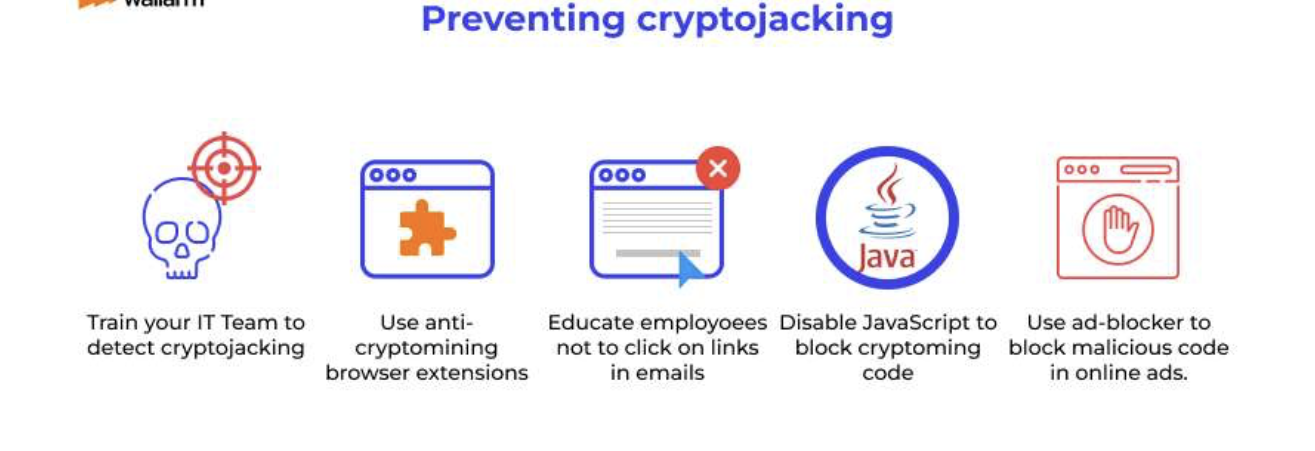 wallarm
Preventing cryptojacking
Java
Train your IT Team to
detect cryptojacking
Use anti-
cryptomining
browser extensions
Educate employoees
not to click on links
in emails
Disable JavaScript to
block cryptoming
code
Use ad-blocker to
block malicious code
in online ads.